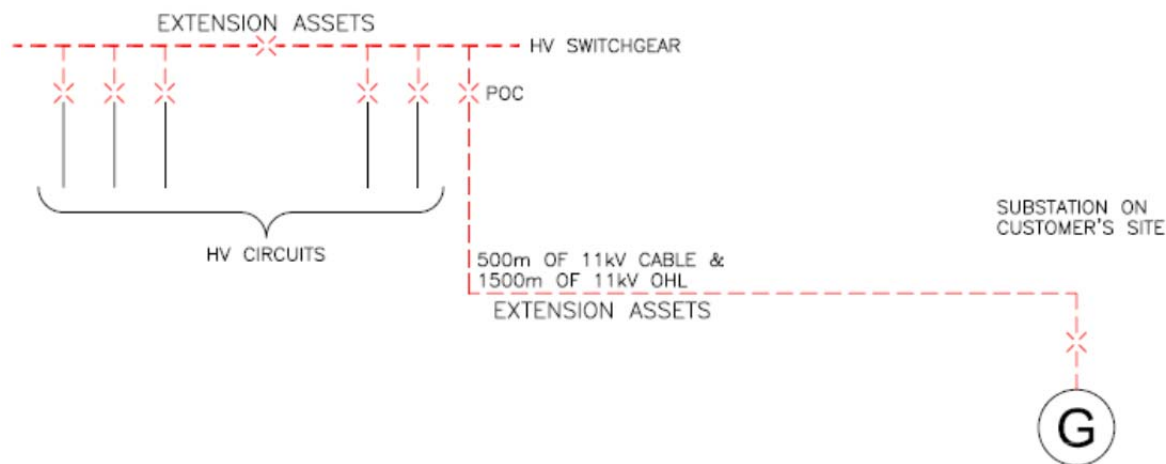 EXTENSION ASSETS
HV SWITCHGEAR
POC
HV CIRCUITS
SUBSTATION ON
CUSTOMER'S SITE
500m OF 11kV CABLE &
1500m OF 11kV OHL
EXTENSION ASSETS
G